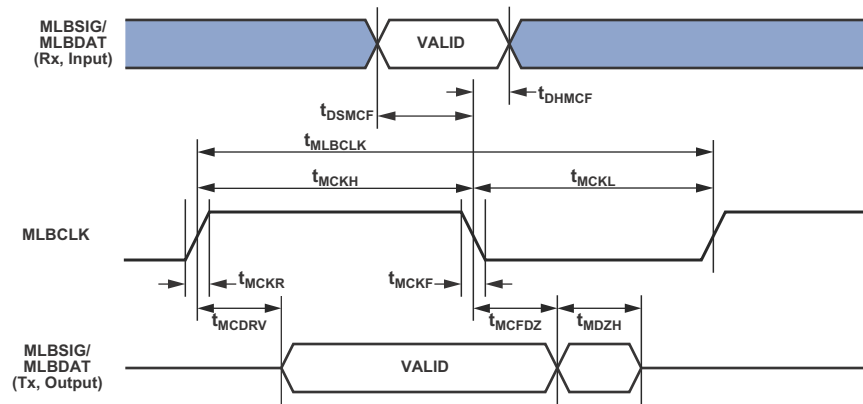 MLBSIG/
MLBDAT
(Rx, Input)
VALID
tDHMCF
tDSMCF
tMLBCLK
tMCKH
tMCKL
MLBCLK
tMCKR
tMCKF
tMCDRV
tMCFDZ
tMDZH
MLBSIG/
MLBDAT
(Tx, Output)
VALID